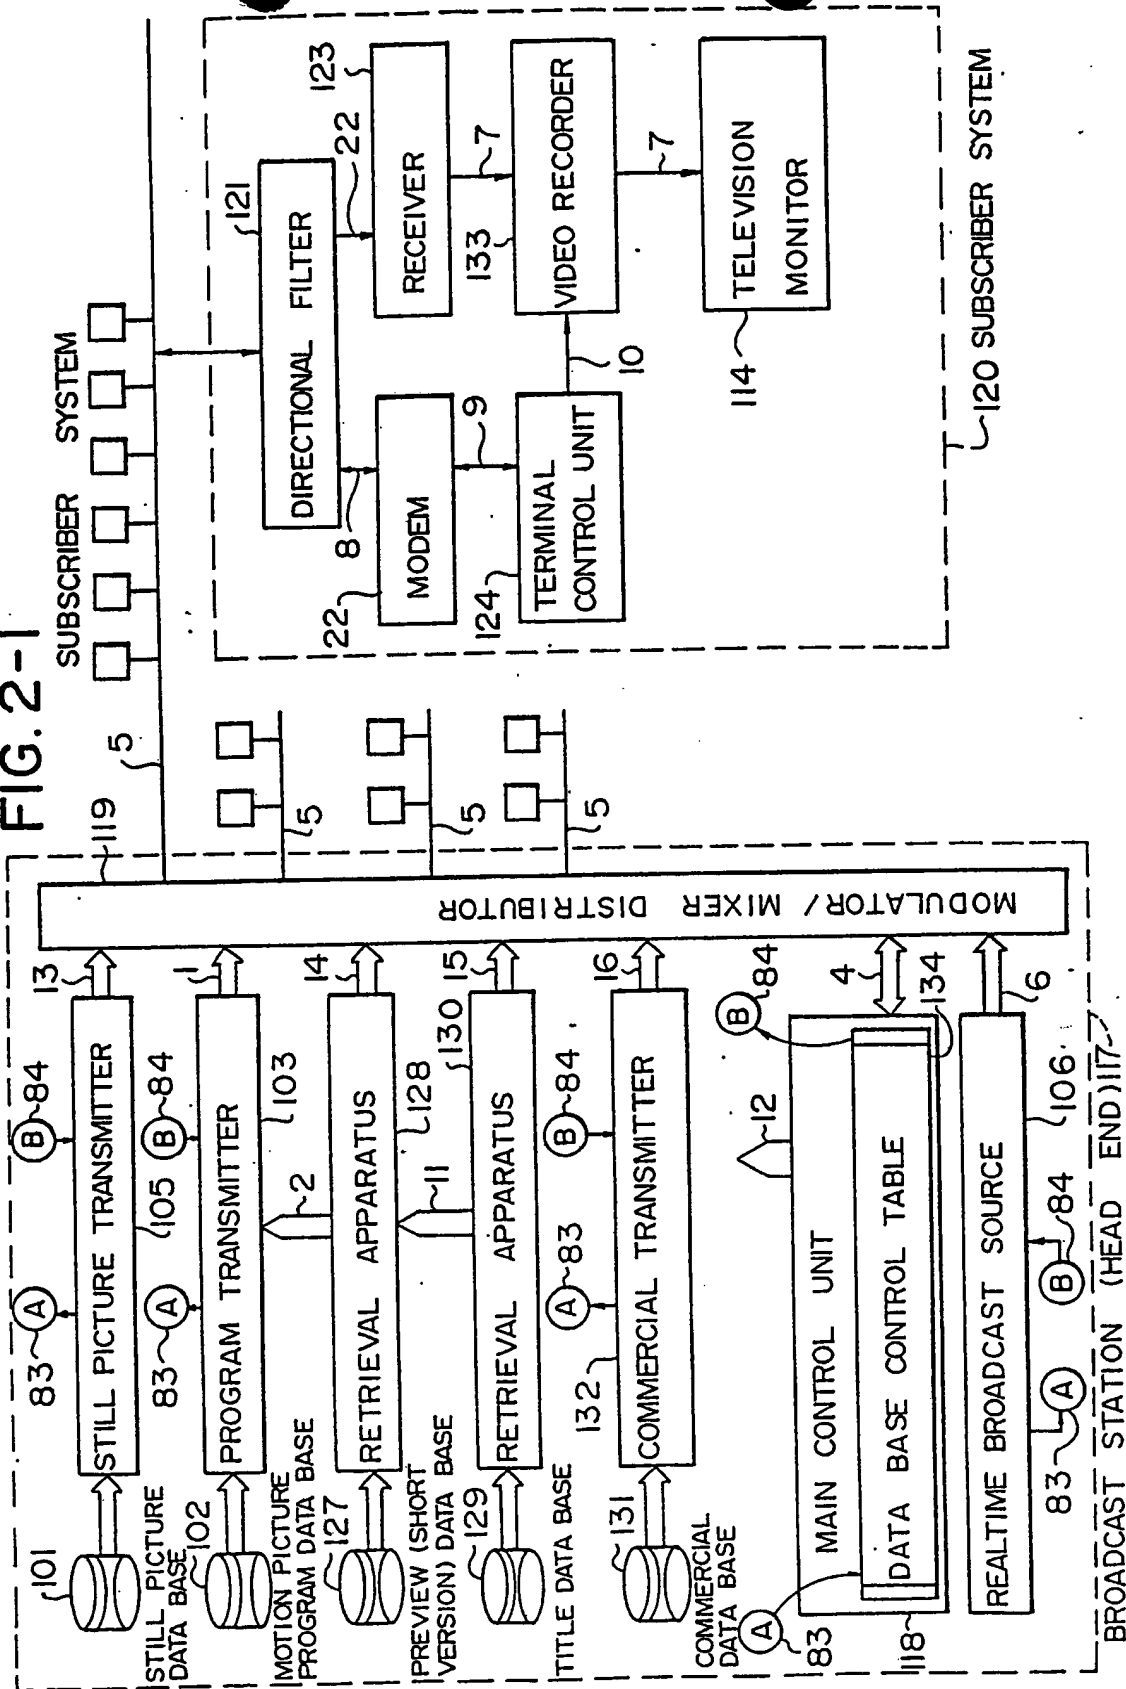 FIG. 2-1
101
STILL PICTURE
DATA BASE
83
A
B
84
STILL PICTURE TRANSMITTER
105
13
102
MOTION PICTURE
PROGRAM DATA BASE
83
A
B
84
PROGRAM TRANSMITTER
103
1
2
127
PREVIEW (SHORT
VERSION) DATA BASE
RETRIEVAL APPARATUS
128
14
11
129
TITLE DATA BASE
RETRIEVAL APPARATUS
130
15
131
COMMERCIAL
DATA BASE
132
A
83
B
84
COMMERCIAL TRANSMITTER
16
12
B
84
A
83
118
MAIN CONTROL UNIT
DATA BASE CONTROL TABLE
134
4
REALTIME BROADCAST SOURCE
106
6
83
A
B
84
BROADCAST STATION (HEAD END) 117
MODULATOR / MIXER
DISTRIBUTOR
119
5
5
5
5
SUBSCRIBER SYSTEM
121
DIRECTIONAL FILTER
8
22
22
MODEM
123
RECEIVER
9
7
124
TERMINAL
CONTROL UNIT
10
133
VIDEO RECORDER
7
114
TELEVISION
MONITOR
120 SUBSCRIBER SYSTEM